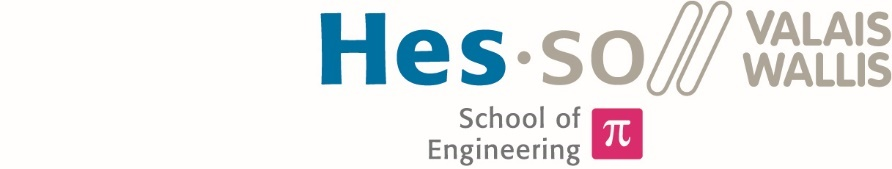 Hes·so VALAIS
WALLIS
School of
Engineering π